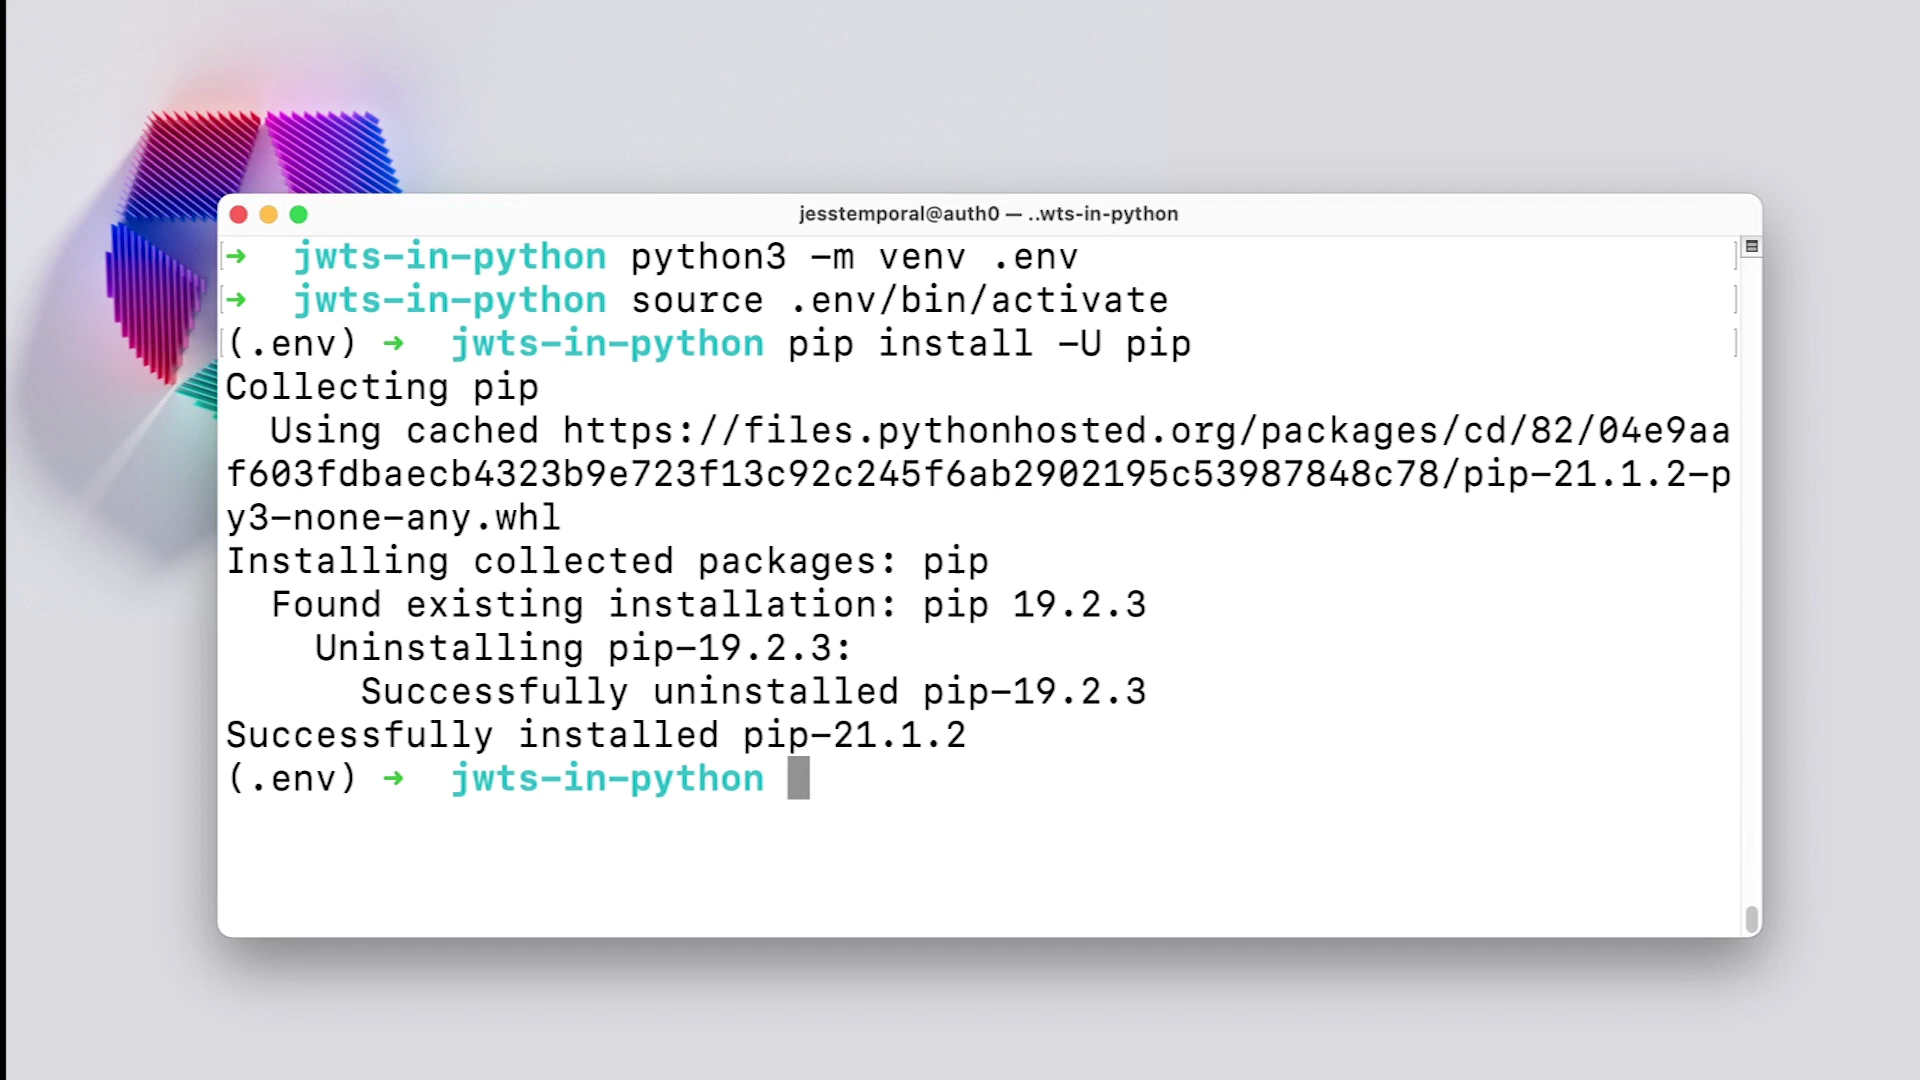 jesstemporal@auth0 — ..wts-in-python
➜ jwts-in-python python3 -m venv .env
➜ jwts-in-python source .env/bin/activate
(.env) ➜ jwts-in-python pip install -U pip
Collecting pip
Using cached https://files.pythonhosted.org/packages/cd/82/04e9aa
f603fdbaecb4323b9e723f13c92c245f6ab2902195c53987848c78/pip-21.1.2-p
y3-none-any.whl
Installing collected packages: pip
Found existing installation: pip 19.2.3
Uninstalling pip-19.2.3:
Successfully uninstalled pip-19.2.3
Successfully installed pip-21.1.2
(.env) ➜ jwts-in-python